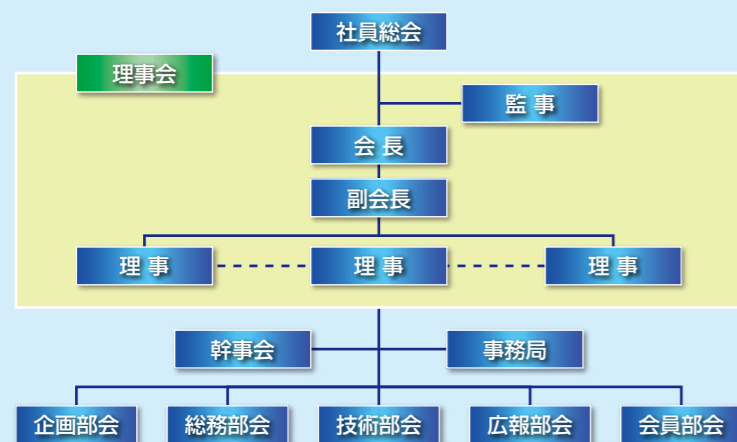 社員総会
理事会
監 事
会 長
副会長
理 事
理 事
理 事
幹事会
事務局
企画部会
総務部会
技術部会
広報部会
会員部会